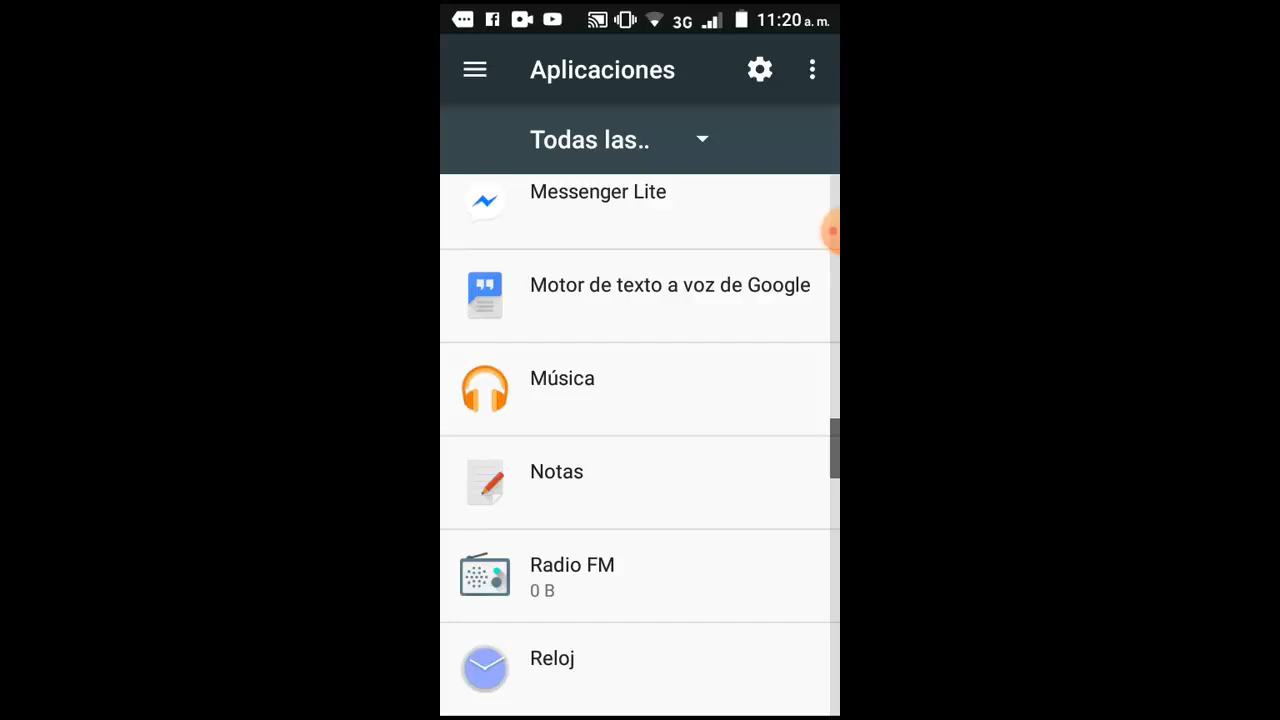 3G 11:20 a. m.
Aplicaciones
Todas las..
Messenger Lite
Motor de texto a voz de Google
Música
Notas
Radio FM
0 B
Reloj